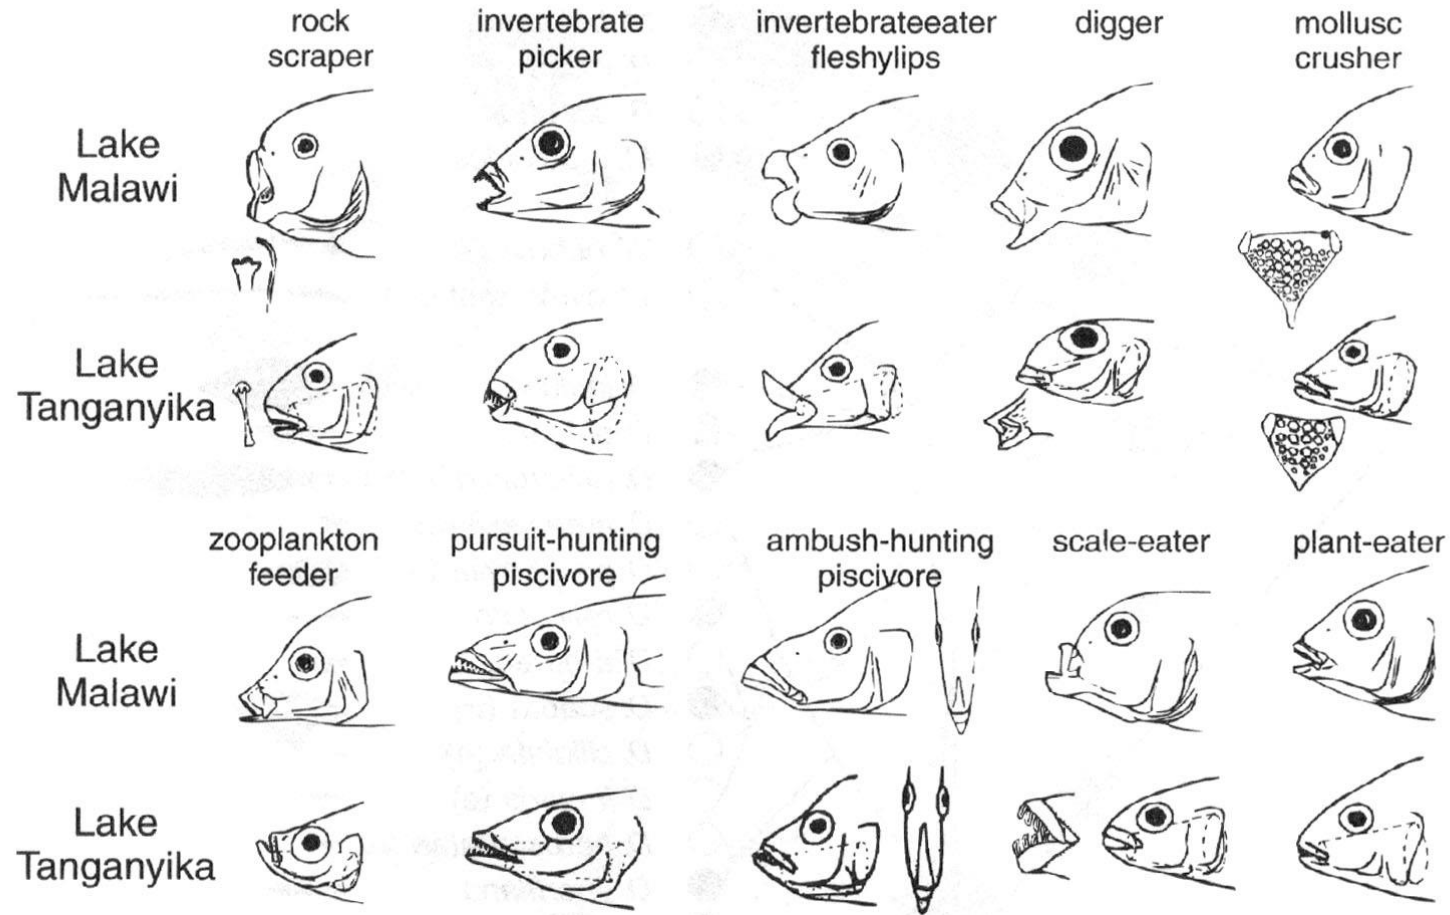 rock
scraper
invertebrate
picker
invertebrateeater
fleshylips
digger
mollusc
crusher
Lake
Malawi
Lake
Tanganyika
zooplankton
feeder
pursuit-hunting
piscivore
ambush-hunting
piscivore
scale-eater
plant-eater
Lake
Malawi
Lake
Tanganyika